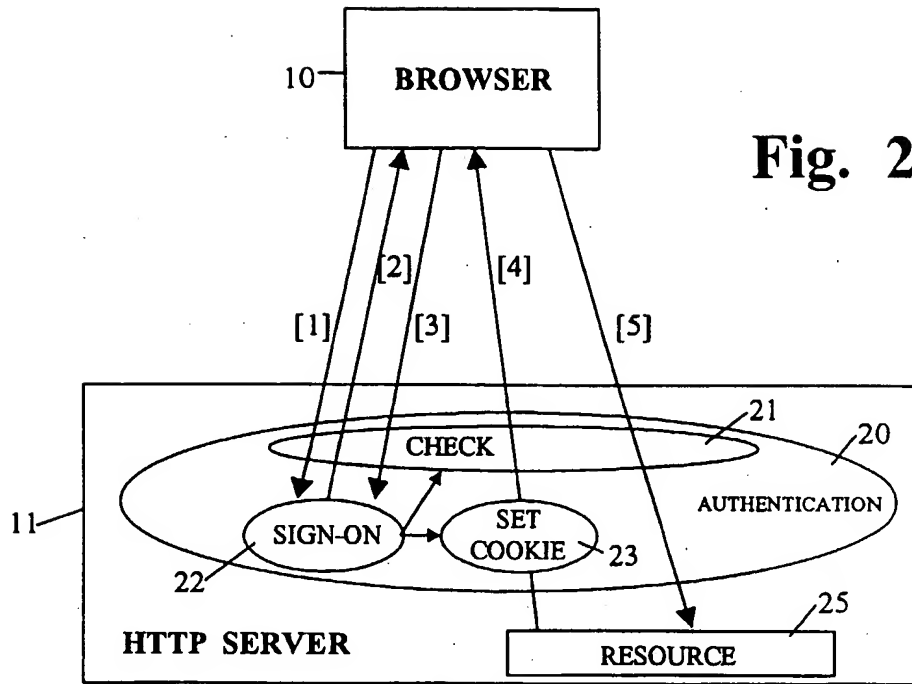 10
BROWSER
Fig. 2
[1]
[2]
[3]
[4]
[5]
21
20
CHECK
AUTHENTICATION
11
SIGN-ON
SET
COOKIE
22
23
25
HTTP SERVER
RESOURCE